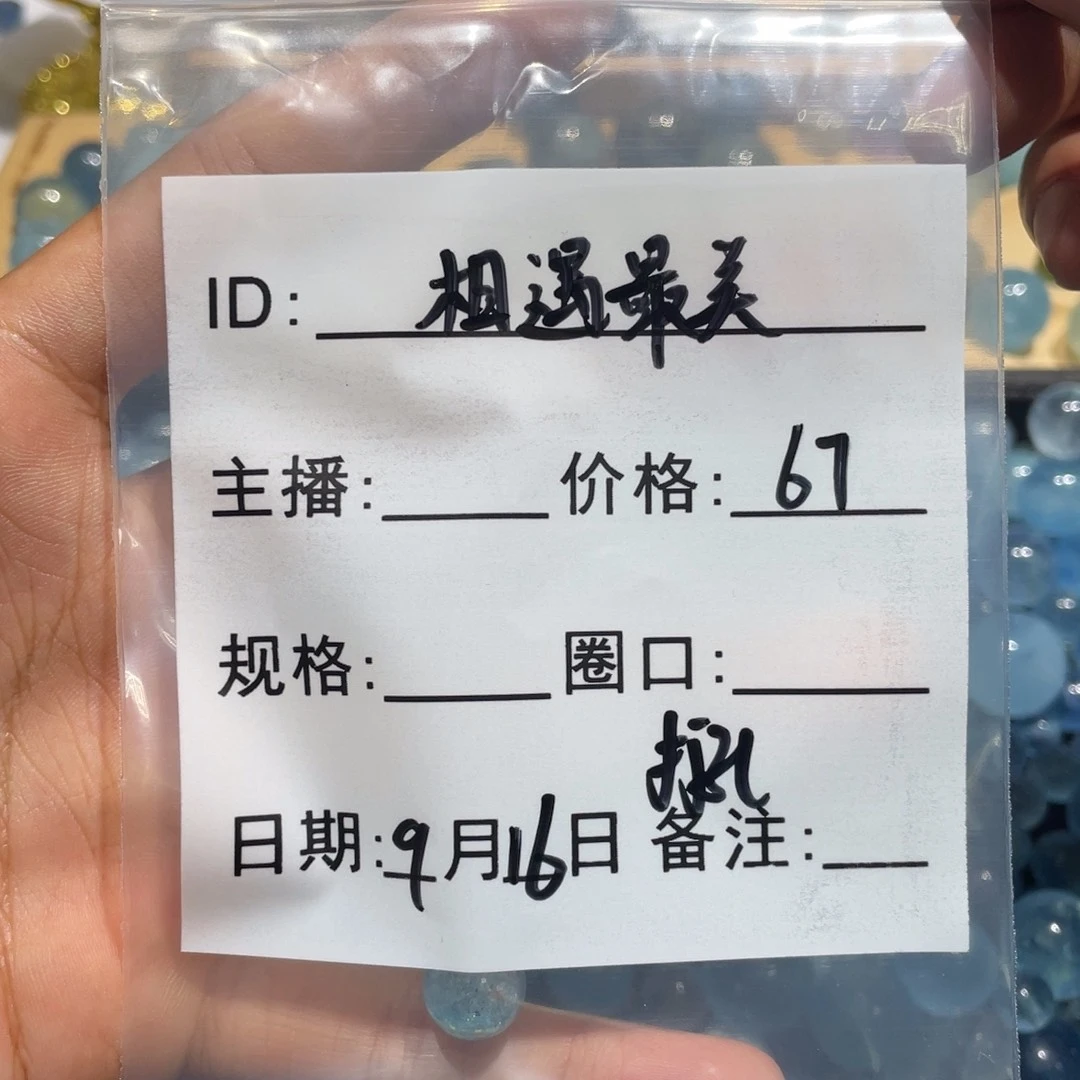 ID: 相遇最美
主播: 价格: 67
规格: 圈口:
日期: 9月16日 备注: